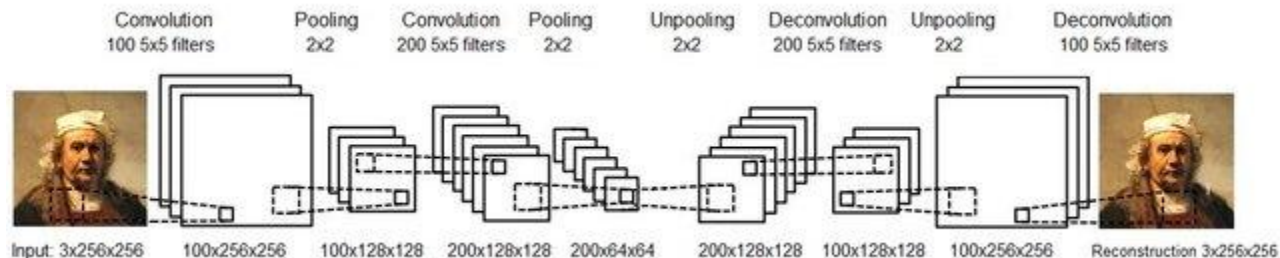 Convolution
100 5x5 filters
Pooling
2x2
Convolution
200 5x5 filters
Pooling
2x2
Unpooling
2x2
Deconvolution
200 5x5 filters
Unpooling
2x2
Deconvolution
100 5x5 filters
Input: 3x256x256
100x256x256
100x128x128
200x128x128
200x64x64
200x128x128
100x128x128
100x256x256
Reconstruction 3x256x256